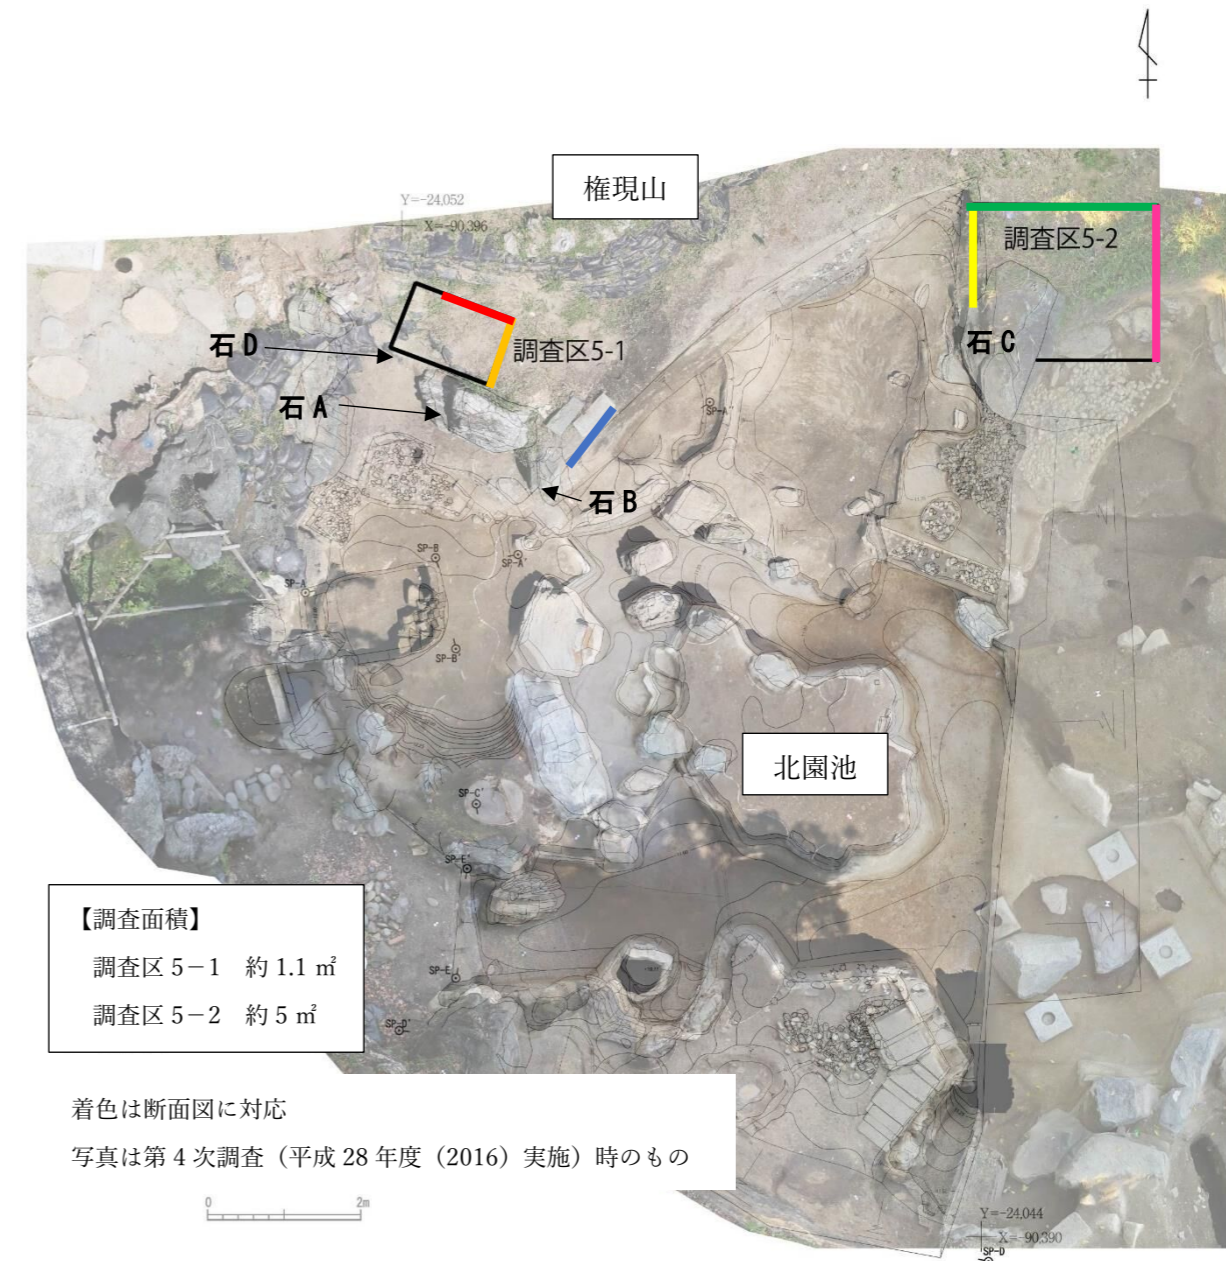 権現山
Y=-24,052
X=-90,396
調査区5-2
石D
調査区5-1
石C
石A
SP-A''
石B
SP-B
SP-A'
SP-A
SP-B'
北園池
SP-C'
SP-E'
【調査面積】
調査区 5－1　約 1.1 ㎡
調査区 5－2　約 5 ㎡
SP-E
SP-D'
着色は断面図に対応
写真は第 4 次調査（平成 28 年度（2016）実施）時のもの
0 2m
Y=-24,044
X=-90,390
SP-D